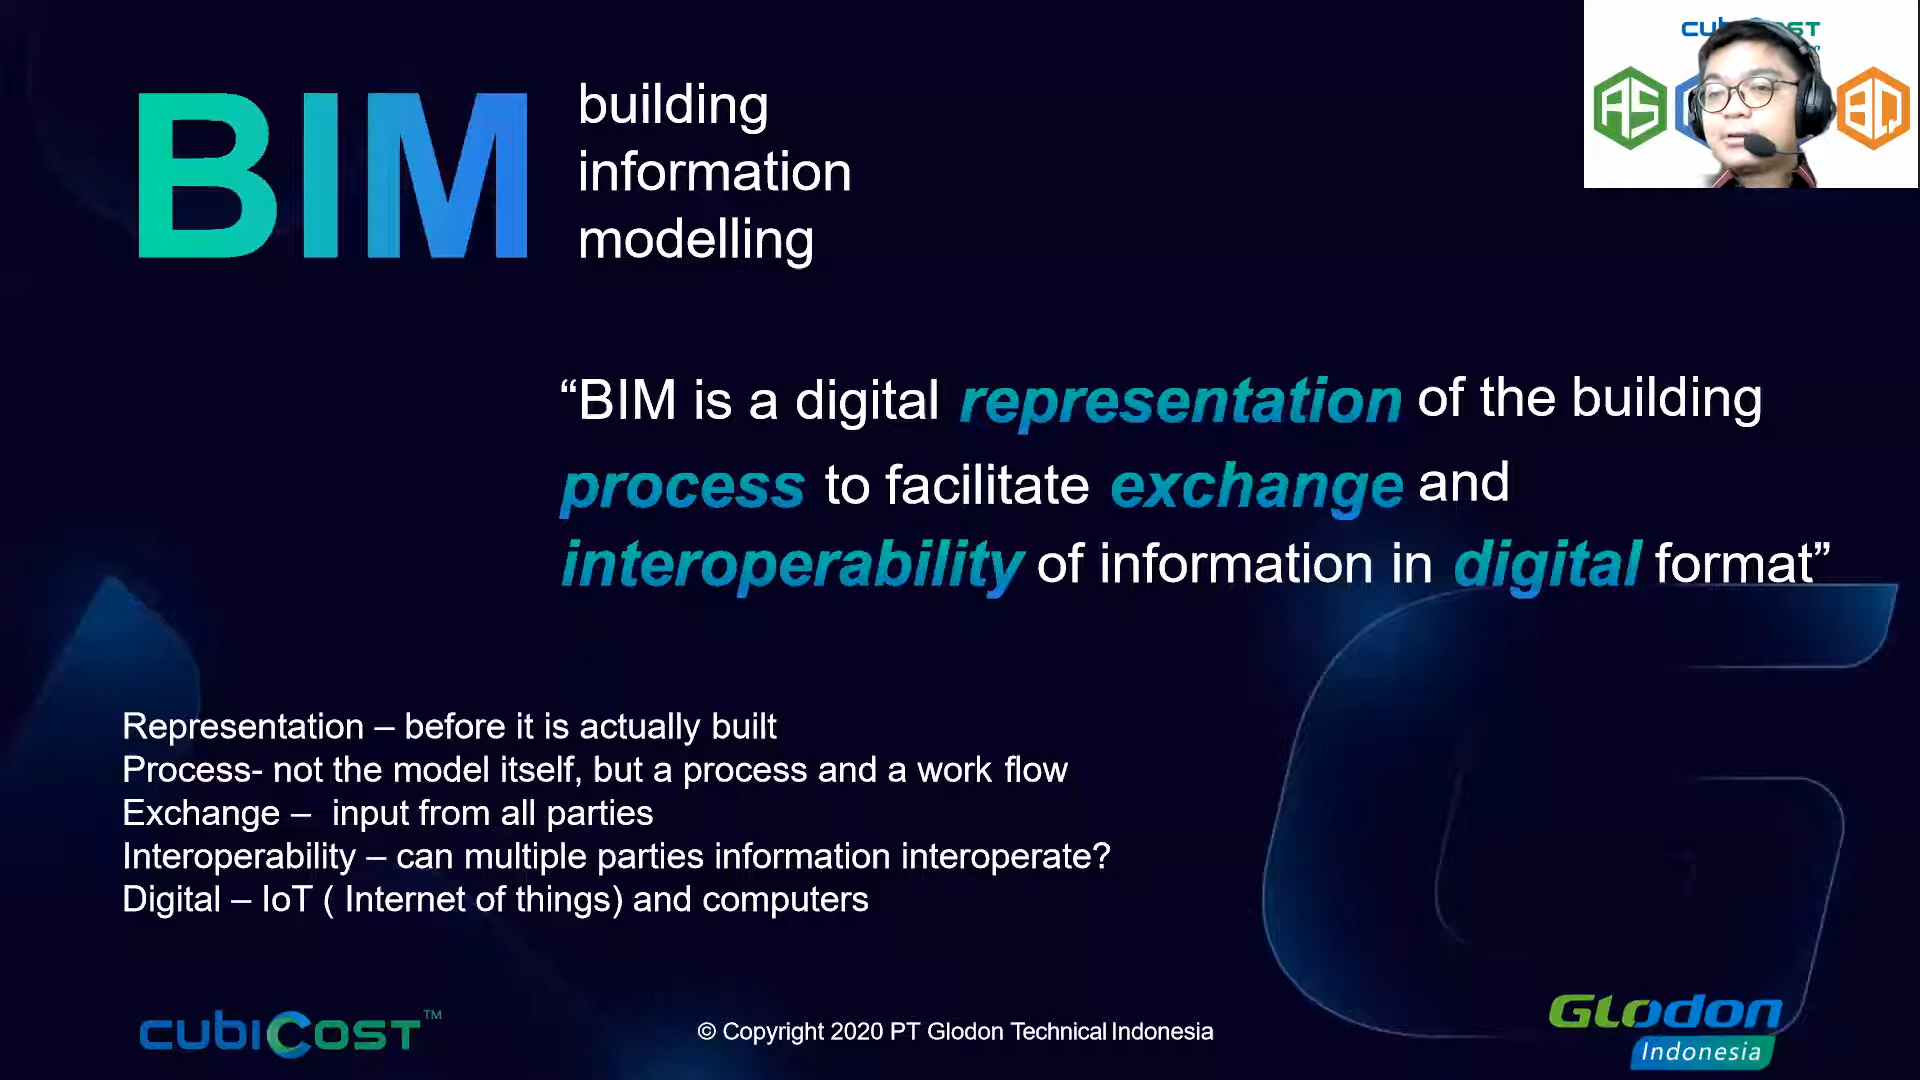 BIM
building
information
modelling
“BIM is a digital representation of the building
process to facilitate exchange and
interoperability of information in digital format”
Representation – before it is actually built
Process- not the model itself, but a process and a work flow
Exchange –  input from all parties
Interoperability – can multiple parties information interoperate?
Digital – IoT ( Internet of things) and computers
CUBICOST™
© Copyright 2020 PT Glodon Technical Indonesia
GLodon
Indonesia
AS
BQ